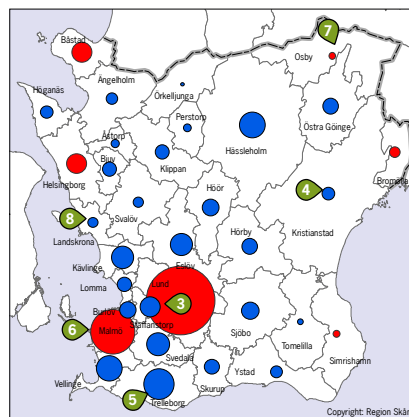 7
Båstad
Osby
Ängelholm
Höganäs
Örkelljunga
Perstorp
Östra Göinge
Åstorp
Hässleholm
Bjuv
Klippan
Bromölla
Helsingborg
Höör
4
8
Svalöv
Landskrona
Hörby
Kristianstad
Kävlinge
Eslöv
Lomma
Lund
3
Burlöv
Staffanstorp
6
Malmö
Sjöbo
Tomelilla
Svedala
Simrishamn
Vellinge
5
Skurup
Ystad
Trelleborg
Copyright: Region Skå